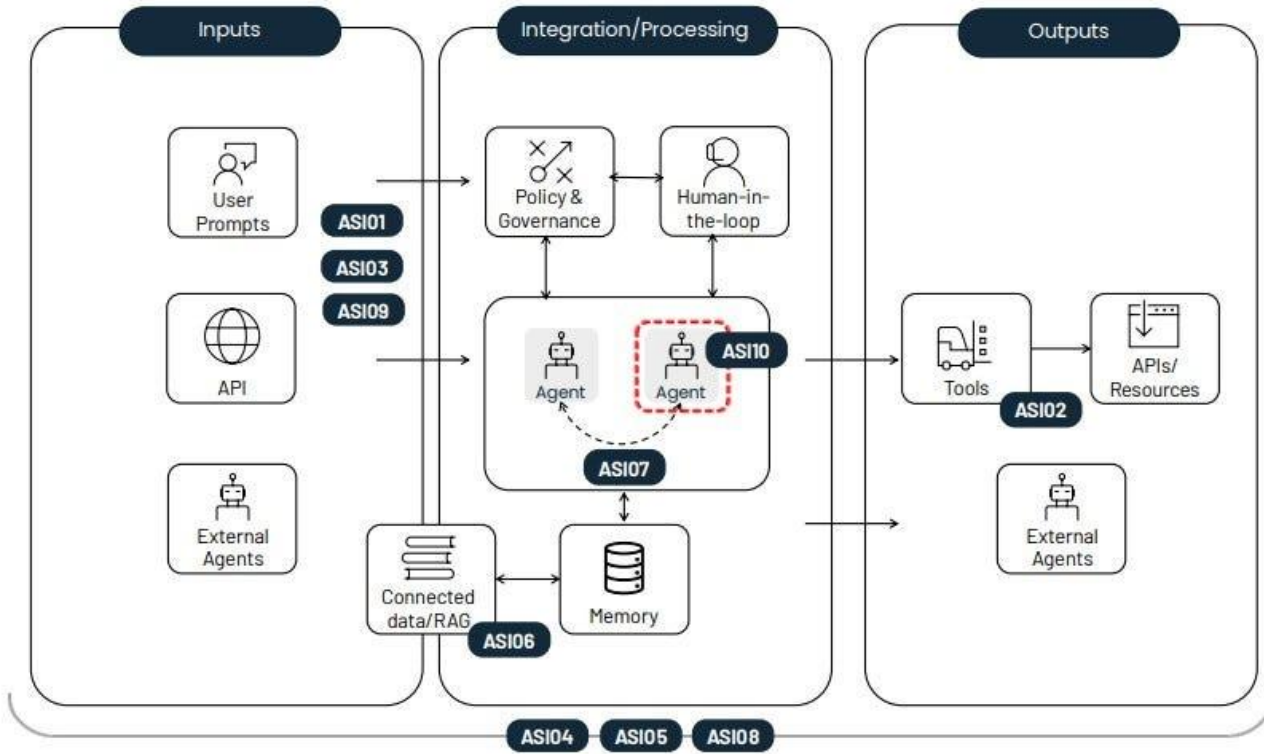 Inputs
Integration/Processing
Outputs
User
Prompts
ASI01
ASI03
ASI09
API
External
Agents
Policy &
Governance
Human-in-
the-loop
Agent
Agent
ASI10
ASI07
Connected
data/RAG
ASI06
Memory
Tools
ASI02
APIs/
Resources
External
Agents
ASI04
ASI05
ASI08